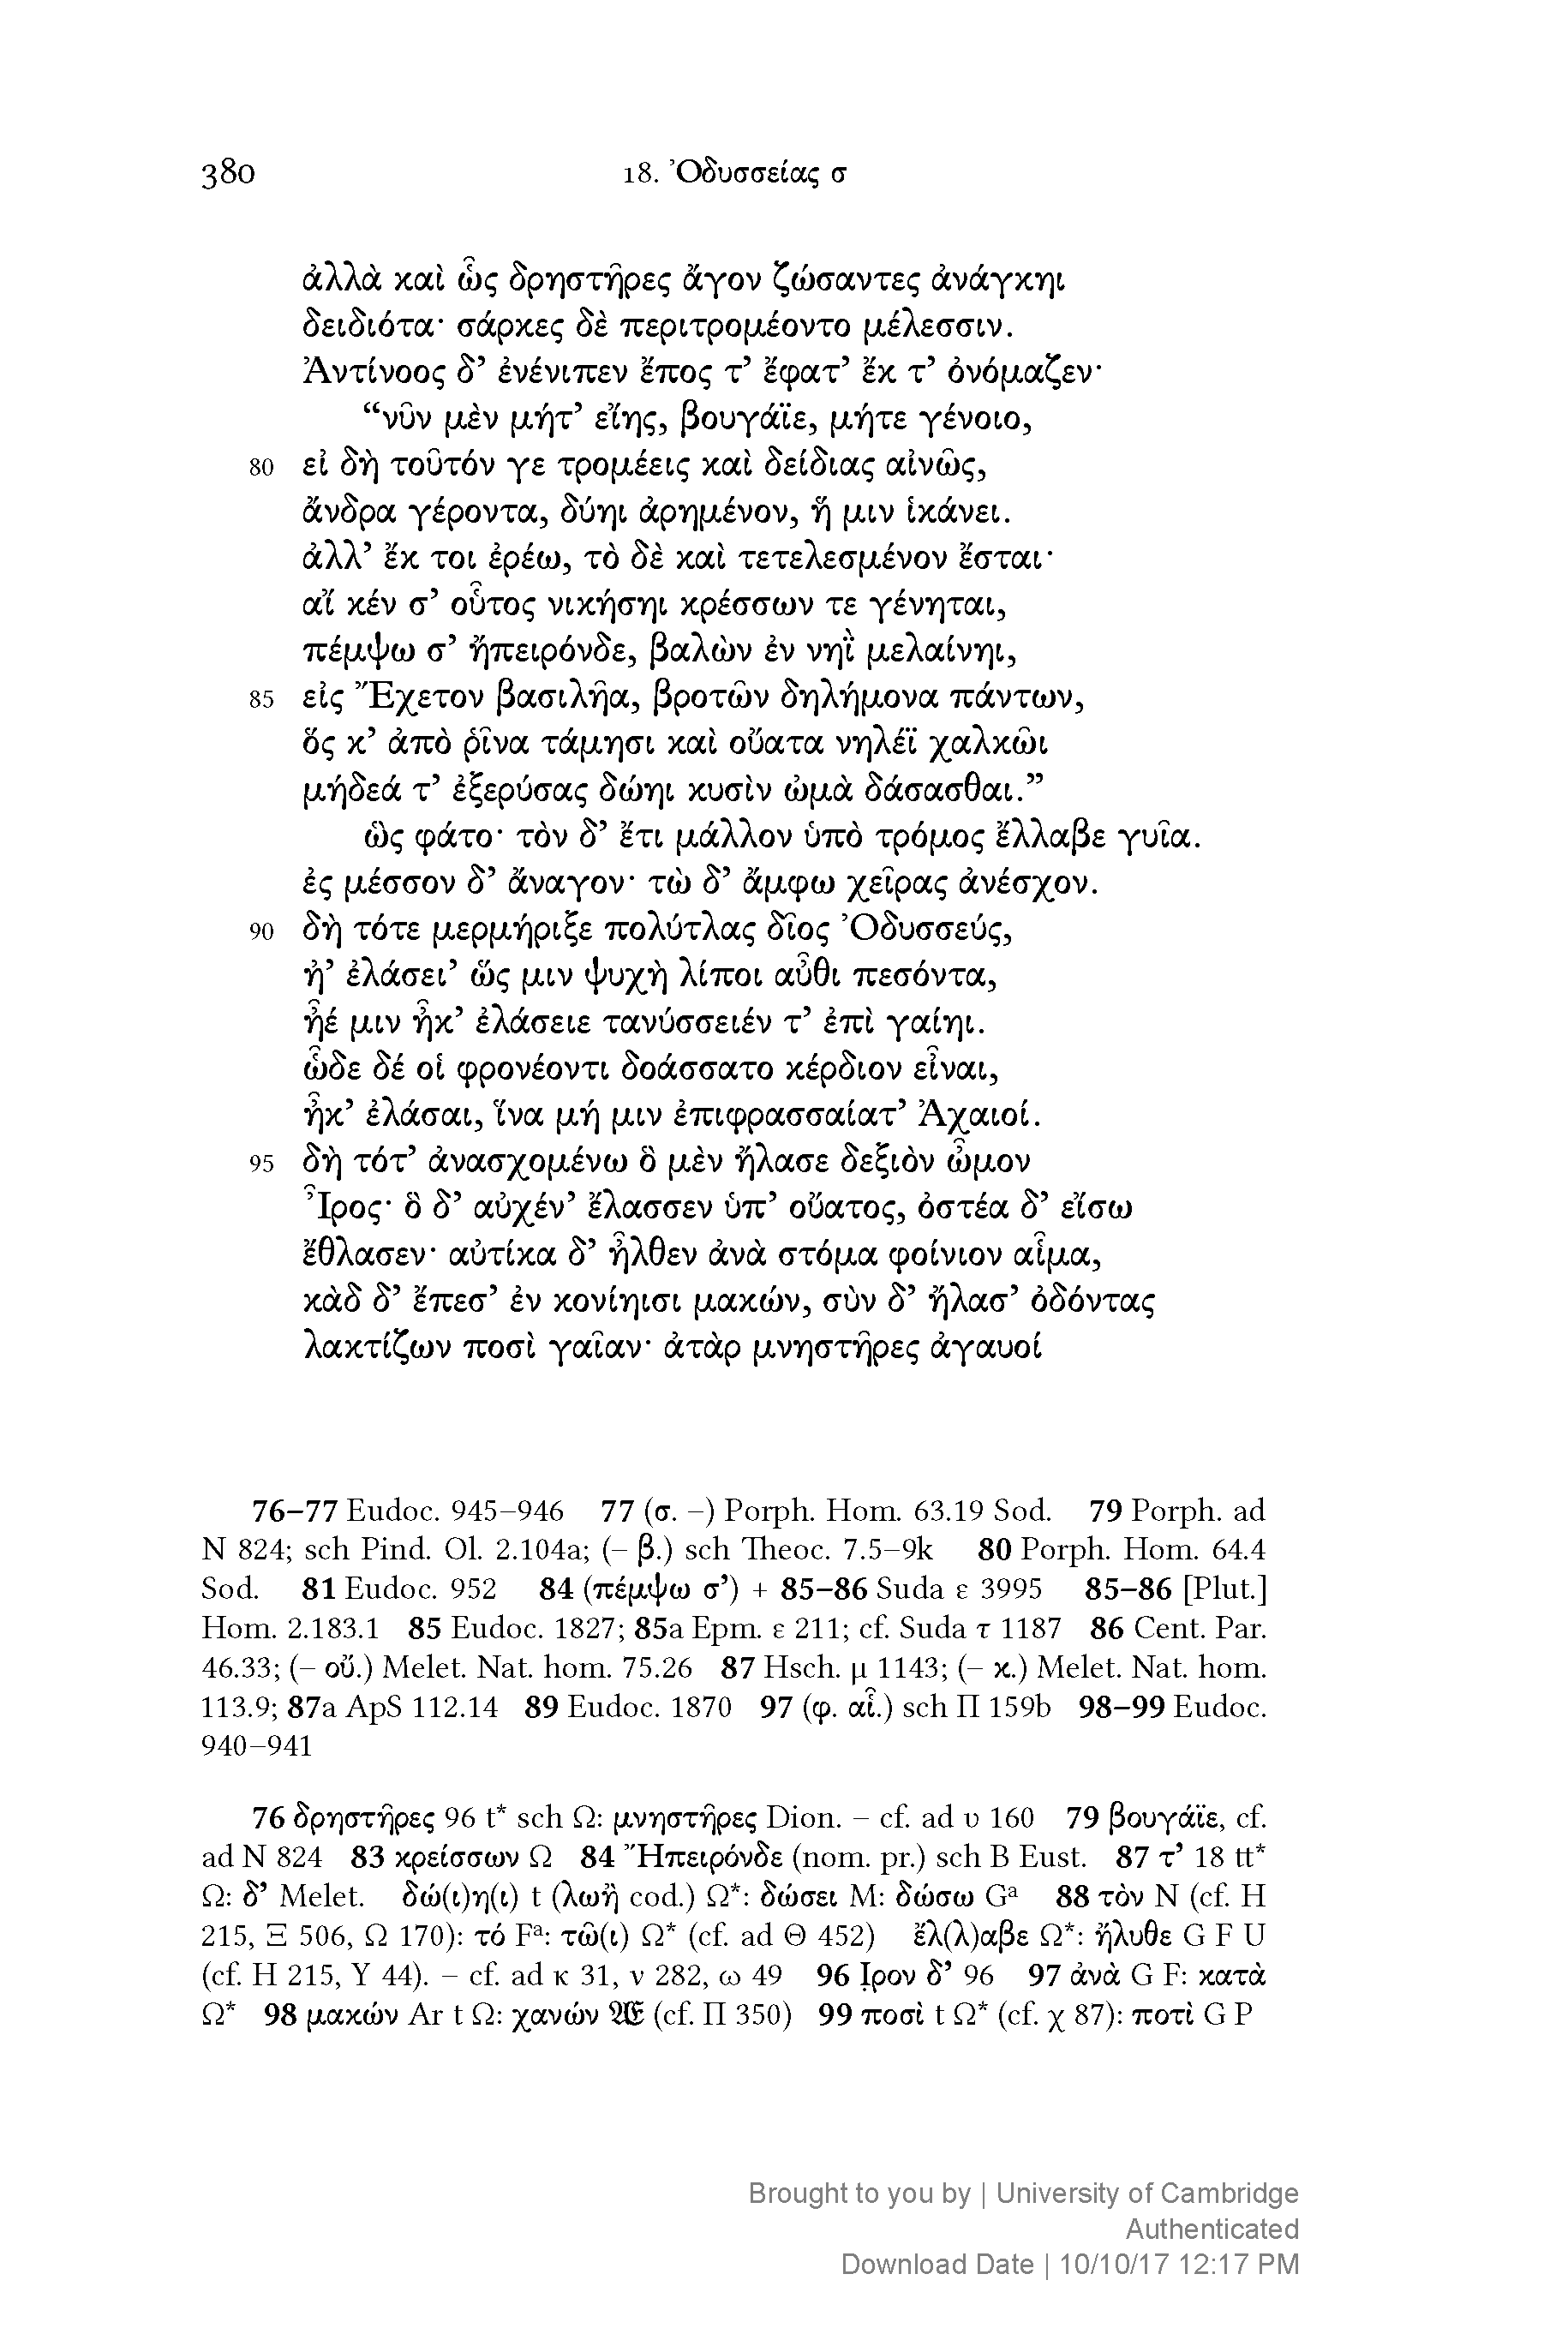 380
18. Ὀδυσσείας σ
ἀλλὰ καὶ ὧς δρηστῆρες ἄγον ζώσαντες ἀνάγκηι
δειδιότα· σάρκες δὲ περιτρομέοντο μέλεσσιν.
Ἀντίνοος δ’ ἐνένιπεν ἔπος τ’ ἔφατ’ ἔκ τ’ ὀνόμαζεν·
“νῦν μὲν μήτ’ εἴης, βουγάϊε, μήτε γένοιο,
80 εἰ δὴ τοῦτόν γε τρομέεις καὶ δείδιας αἰνῶς,
ἄνδρα γέροντα, δύηι ἀρημένον, ἥ μιν ἱκάνει.
ἀλλ’ ἔκ τοι ἐρέω, τὸ δὲ καὶ τετελεσμένον ἔσται·
αἴ κέν σ’ οὗτος νικήσηι κρέσσων τε γένηται,
πέμψω σ’ ἤπειρόνδε, βαλὼν ἐν νηῒ μελαίνηι,
85 εἰς Ἔχετον βασιλῆα, βροτῶν δηλήμονα πάντων,
ὅς κ’ ἀπὸ ῥῖνα τάμησι καὶ οὔατα νηλέϊ χαλκῶι
μήδεά τ’ ἐξερύσας δώηι κυσὶν ὠμὰ δάσασθαι.”
ὣς φάτο· τὸν δ’ ἔτι μάλλον ὑπὸ τρόμος ἔλλαβε γυῖα.
ἐς μέσσον δ’ ἄναγον· τὼ δ’ ἄμφω χεῖρας ἀνέσχον.
90 δὴ τότε μερμήριξε πολύτλας δῖος Ὀδυσσεύς,
ἠ’ ἐλάσει’ ὥς μιν ψυχὴ λίποι αὖθι πεσόντα,
ἦέ μιν ἦκ’ ἐλάσειε τανύσσειέν τ’ ἐπὶ γαίηι.
ὧδε δέ οἱ φρονέοντι δοάσσατο κέρδιον εἶναι,
ἦκ’ ἐλάσαι, ἵνα μή μιν ἐπιφρασσαίατ’ Ἀχαιοί.
95 δὴ τότ’ ἀνασχομένω ὃ μὲν ἤλασε δεξιὸν ὦμον
Ἶρος· ὃ δ’ αὐχέν’ ἔλασσεν ὑπ’ οὔατος, ὀστέα δ’ εἴσω
ἔθλασεν· αὐτίκα δ’ ἦλθεν ἀνὰ στόμα φοίνιον αἷμα,
κὰδ δ’ ἔπεσ’ ἐν κονίηισι μακών, σὺν δ’ ἤλασ’ ὀδόντας
λακτίζων ποσὶ γαῖαν· ἀτὰρ μνηστῆρες ἀγαυοί
76–77 Eudoc. 945–946 77 (σ. –) Porph. Hom. 63.19 Sod. 79 Porph. ad
N 824; sch Pind. Ol. 2.104a; (– β.) sch Theoc. 7.5–9k 80 Porph. Hom. 64.4
Sod. 81 Eudoc. 952 84 (πέμψω σ’) + 85–86 Suda ε 3995 85–86 [Plut.]
Hom. 2.183.1 85 Eudoc. 1827; 85a Epm. ε 211; cf. Suda τ 1187 86 Cent. Par.
46.33; (– οὔ.) Melet. Nat. hom. 75.26 87 Hsch. μ 1143; (– κ.) Melet. Nat. hom.
113.9; 87a ApS 112.14 89 Eudoc. 1870 97 (φ. αἷ.) sch Π 159b 98–99 Eudoc.
940–941
76 δρηστῆρες 96 t* sch Ω: μνηστῆρες Dion. – cf. ad υ 160 79 βουγάϊε, cf.
ad N 824 83 κρείσσων Ω 84 Ἤπειρόνδε (nom. pr.) sch B Eust. 87 τ’ 18 tt*
Ω: δ’ Melet. δώ(ι)η(ι) t (λωῆ cod.) Ω*: δώσει M: δώσω Gᵃ 88 τὸν N (cf. H
215, Ξ 506, Ω 170): τό Fᵃ: τῶ(ι) Ω* (cf. ad Θ 452) ἔλ(λ)αβε Ω*: ἤλυθε G F U
(cf. H 215, Υ 44). – cf. ad κ 31, ν 282, ω 49 96 Ịρον δ’ 96 97 ἀνὰ G F: κατὰ
Ω* 98 μακών Ar t Ω: χανών 𝔄𝔈 (cf. Π 350) 99 ποσὶ t Ω* (cf. χ 87): ποτὶ G P
Brought to you by | University of Cambridge
Authenticated
Download Date | 10/10/17 12:17 PM